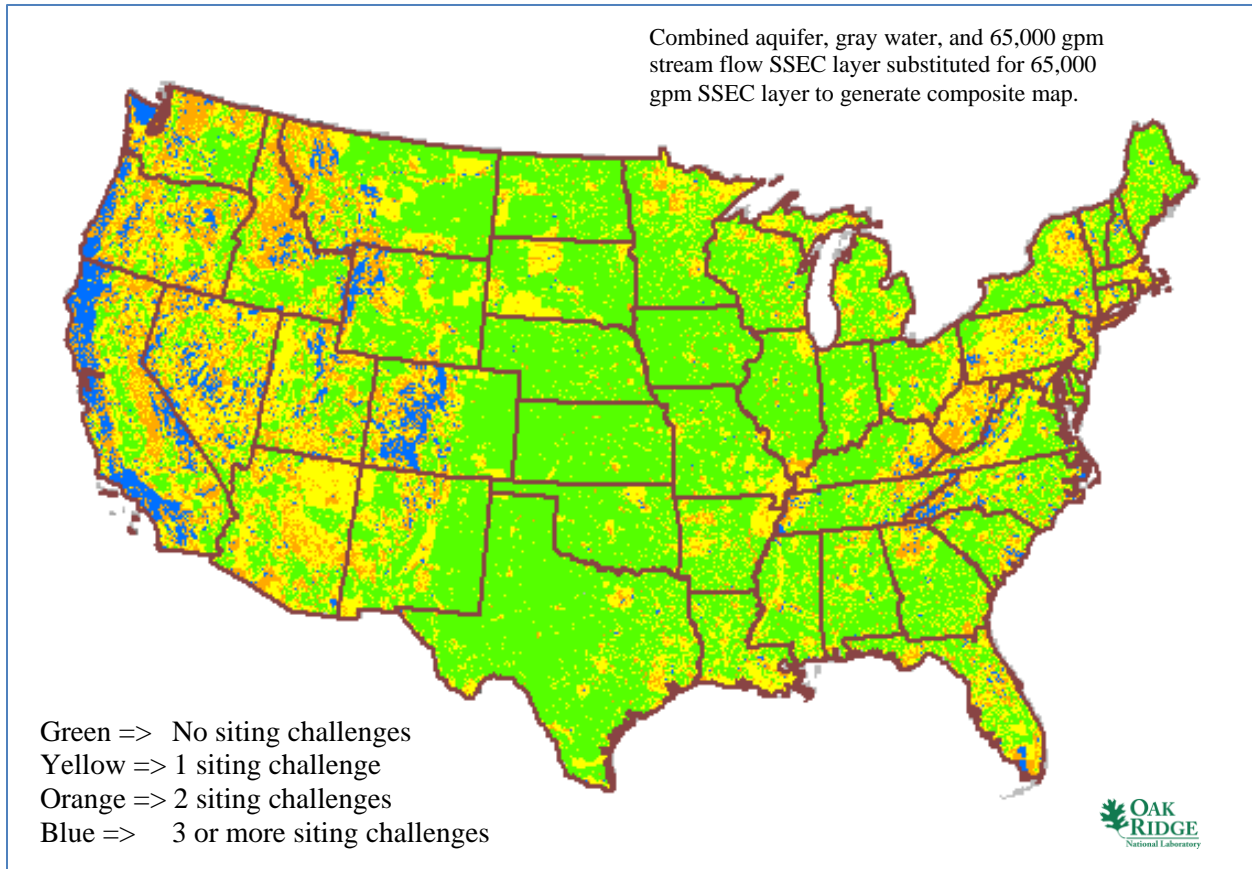 Combined aquifer, gray water, and 65,000 gpm
stream flow SSEC layer substituted for 65,000
gpm SSEC layer to generate composite map.
Green => No siting challenges
Yellow => 1 siting challenge
Orange => 2 siting challenges
Blue => 3 or more siting challenges
OAK
RIDGE
National Laboratory